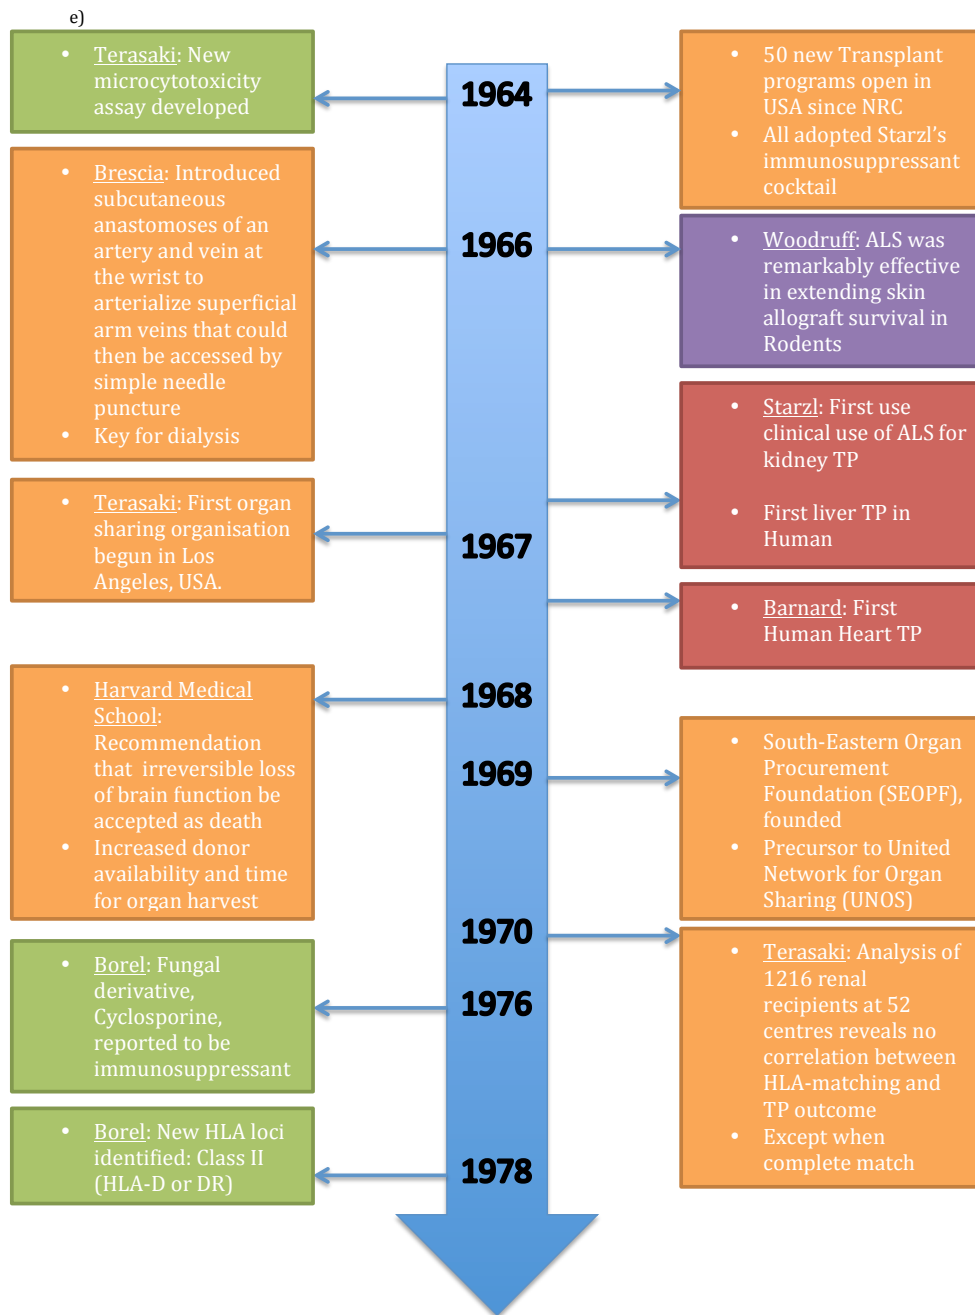 e)
• Terasaki: New
microcytotoxicity
assay developed
1964
• 50 new Transplant
programs open in
USA since NRC
• All adopted Starzl's
immunosuppressant
cocktail
• Brescia: Introduced
subcutaneous
anastomoses of an
artery and vein at
the wrist to
arterialize superficial
arm veins that could
then be accessed by
simple needle
puncture
• Key for dialysis
1966
• Woodruff: ALS was
remarkably effective
in extending skin
allograft survival in
Rodents
• Starzl: First use
clinical use of ALS for
kidney TP
• First liver TP in
Human
• Terasaki: First organ
sharing organisation
begun in Los
Angeles, USA.
1967
• Barnard: First
Human Heart TP
• Harvard Medical
School:
Recommendation
that irreversible loss
of brain function be
accepted as death
• Increased donor
availability and time
for organ harvest
1968
1969
• South-Eastern Organ
Procurement
Foundation (SEOPF),
founded
• Precursor to United
Network for Organ
Sharing (UNOS)
1970
• Terasaki: Analysis of
1216 renal
recipients at 52
centres reveals no
correlation between
HLA-matching and
TP outcome
• Except when
complete match
• Borel: Fungal
derivative,
Cyclosporine,
reported to be
immunosuppressant
1976
• Borel: New HLA loci
identified: Class II
(HLA-D or DR)
1978